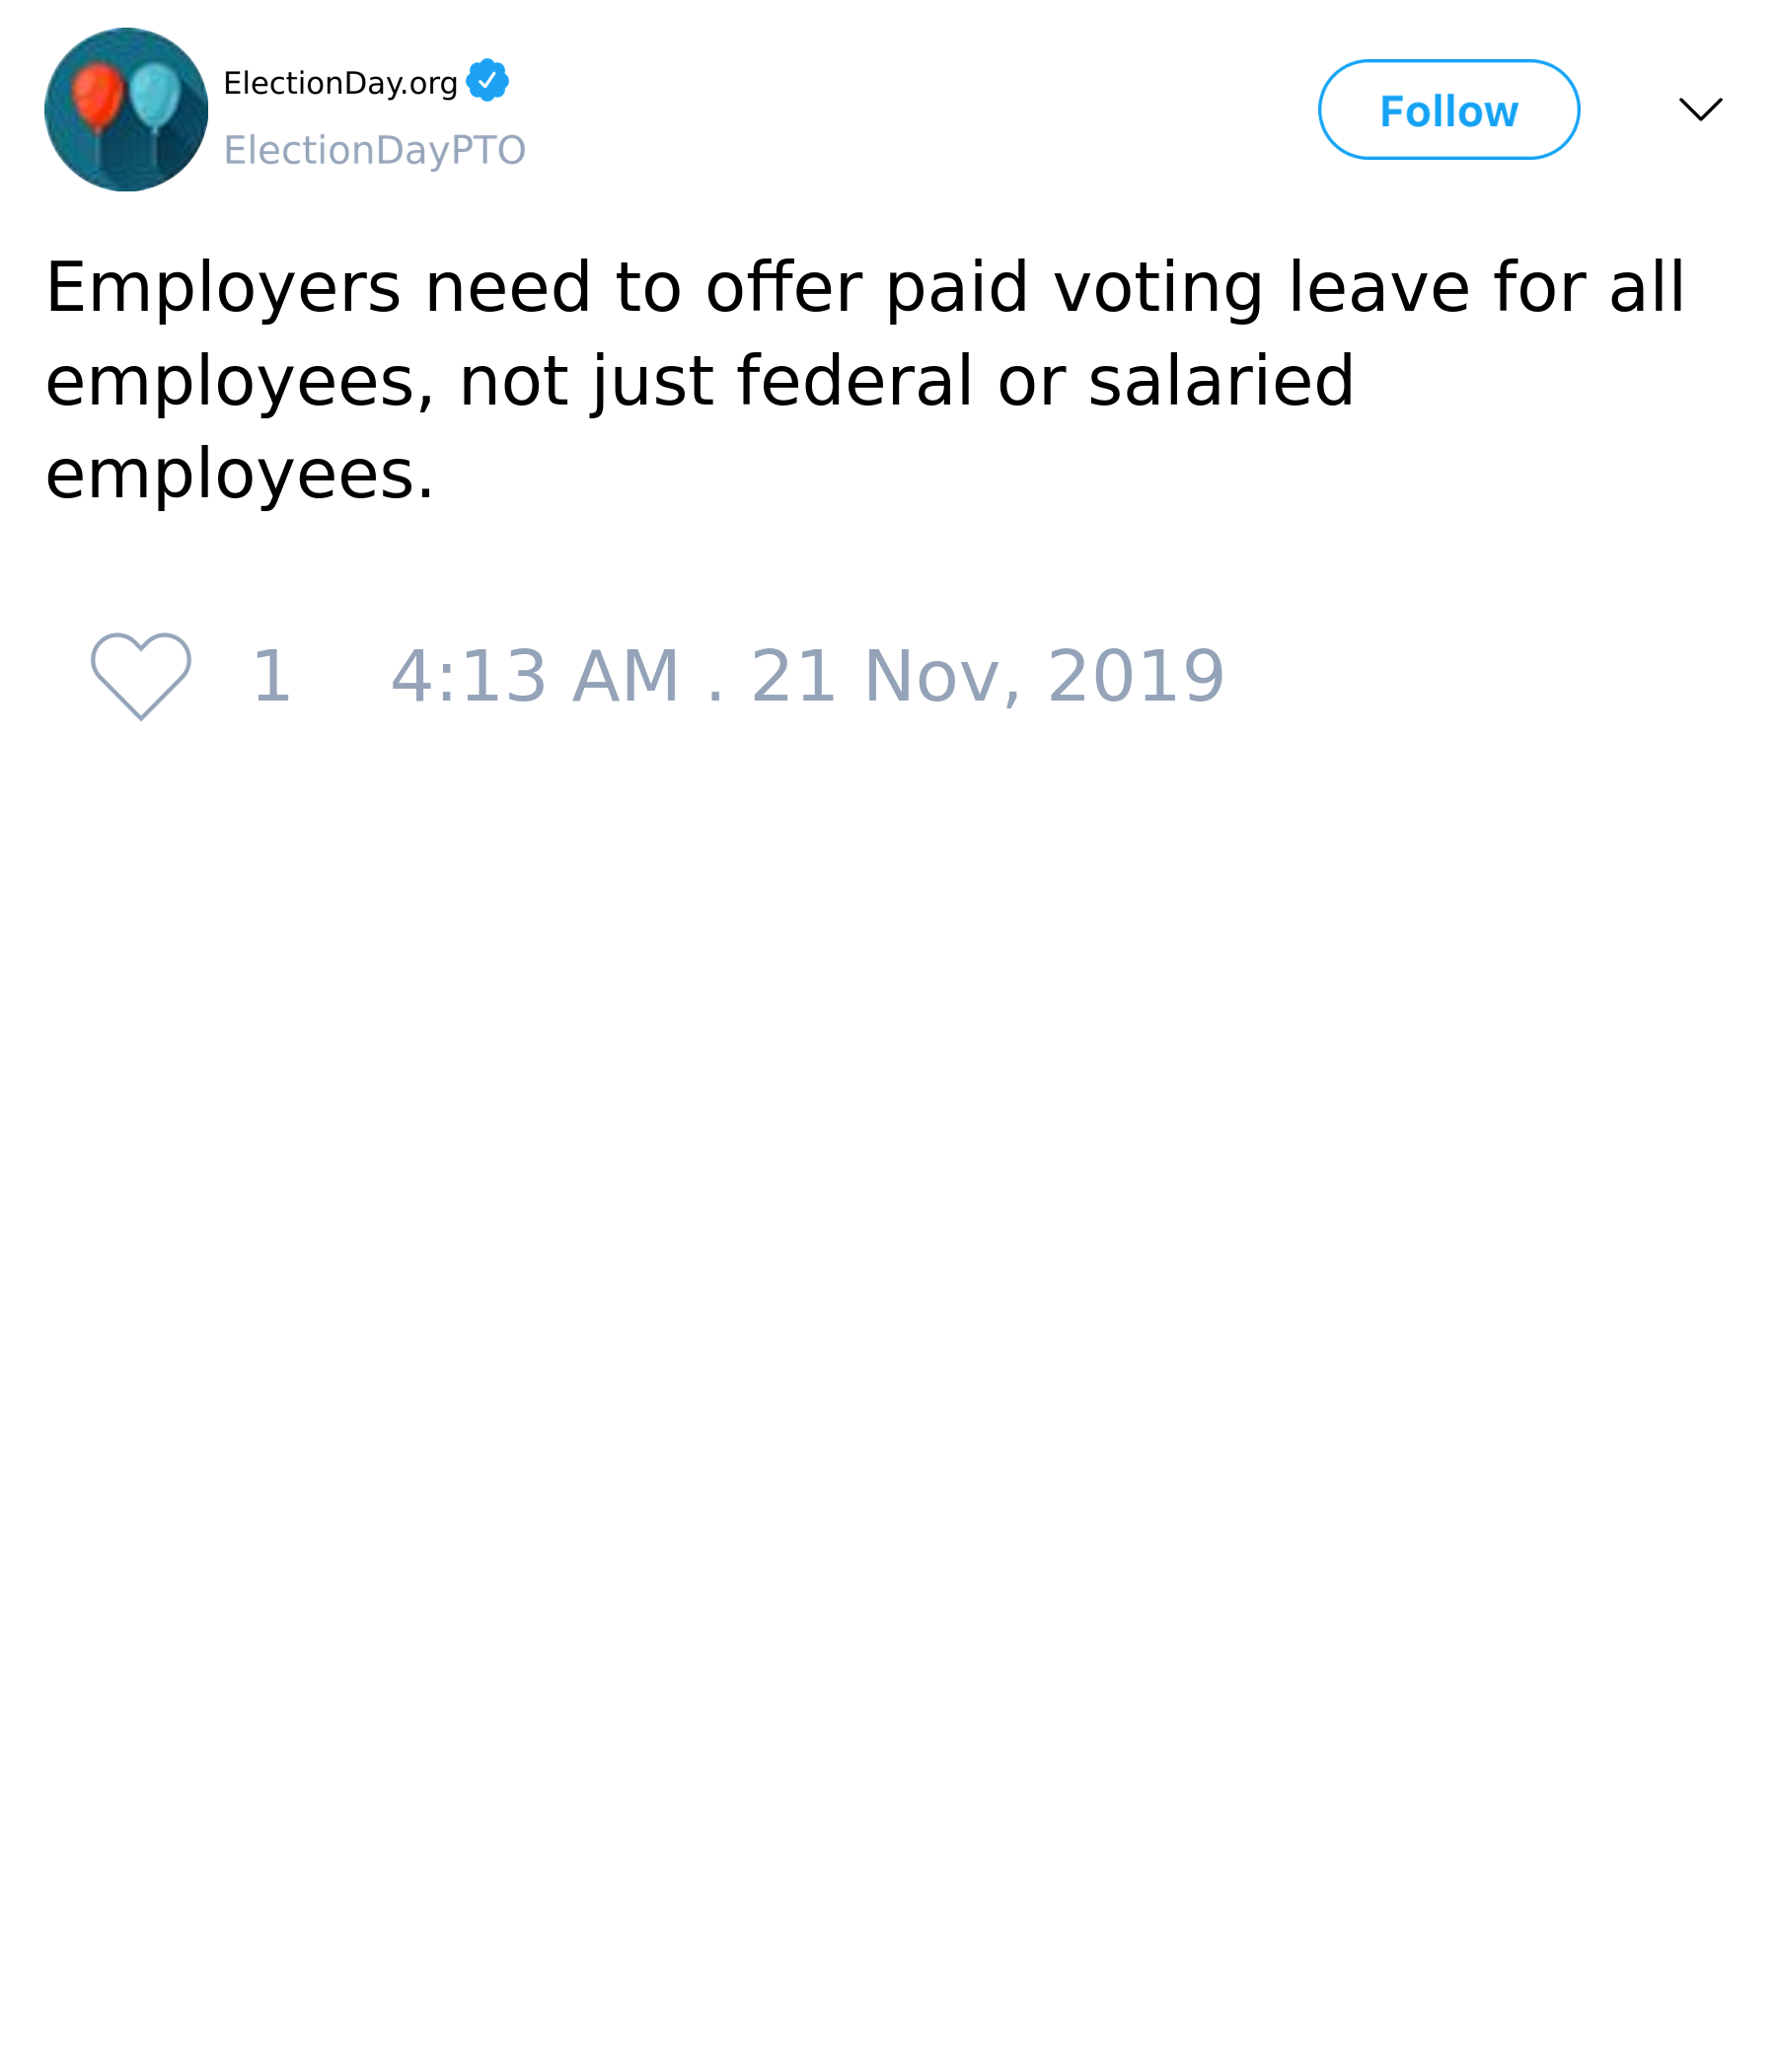 ElectionDay.org
ElectionDayPTO
Follow
Employers need to offer paid voting leave for all
employees, not just federal or salaried
employees.
1 4:13 AM . 21 Nov, 2019